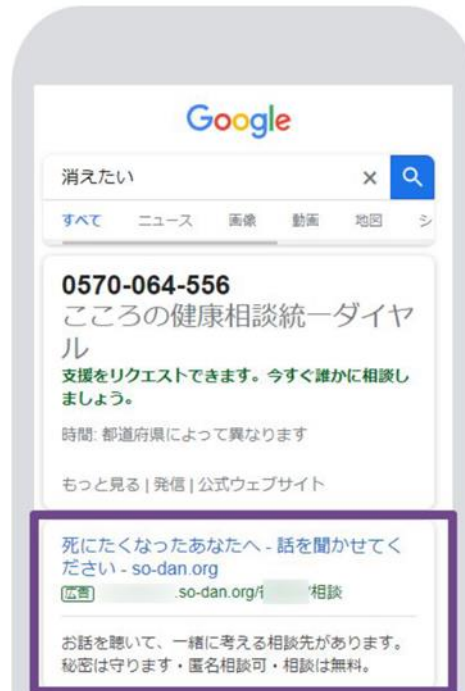 Google
消えたい
すべて ニュース 画像 動画 地図 シ
0570-064-556
こころの健康相談統一ダイヤ
ル
支援をリクエストできます。今すぐ誰かに相談し
ましょう。
時間: 都道府県によって異なります
もっと見る | 発信 | 公式ウェブサイト
死にたくなったあなたへ - 話を聞かせてく
ださい - so-dan.org
広告 .so-dan.org/ 相談
お話を聴いて、一緒に考える相談先があります。
秘密は守ります・匿名相談可・相談は無料。